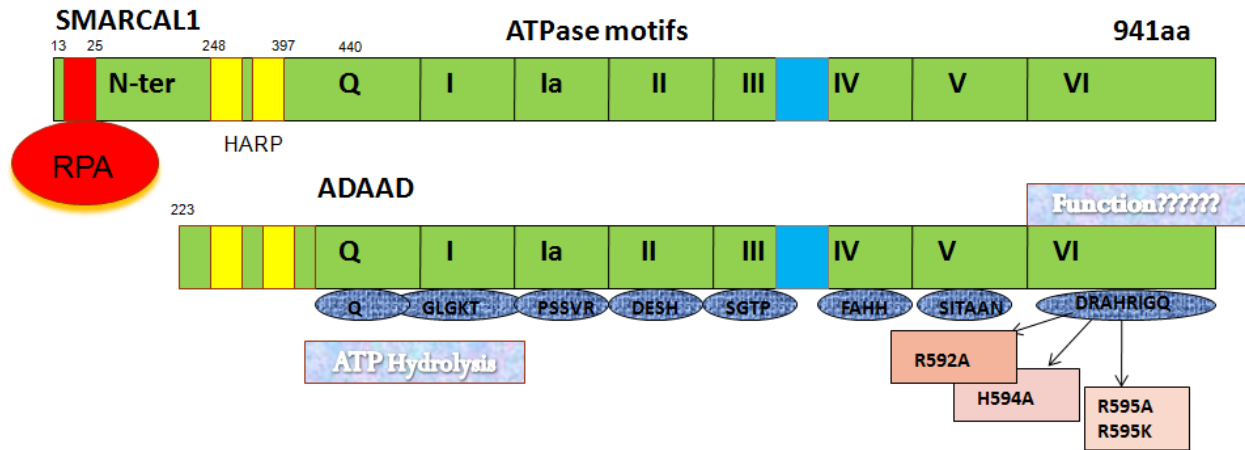 SMARCAL1 ATPase motifs 941aa
13 25 248 397 440
N-ter Q I Ia II III IV V VI
HARP
RPA
ADAAD
Function??????
223
Q I Ia II III IV V VI
Q GLGKT PSSVR DESH SGTP FAHH SITAAN DRAHRIGQ
ATP Hydrolysis
R592A
H594A
R595A
R595K